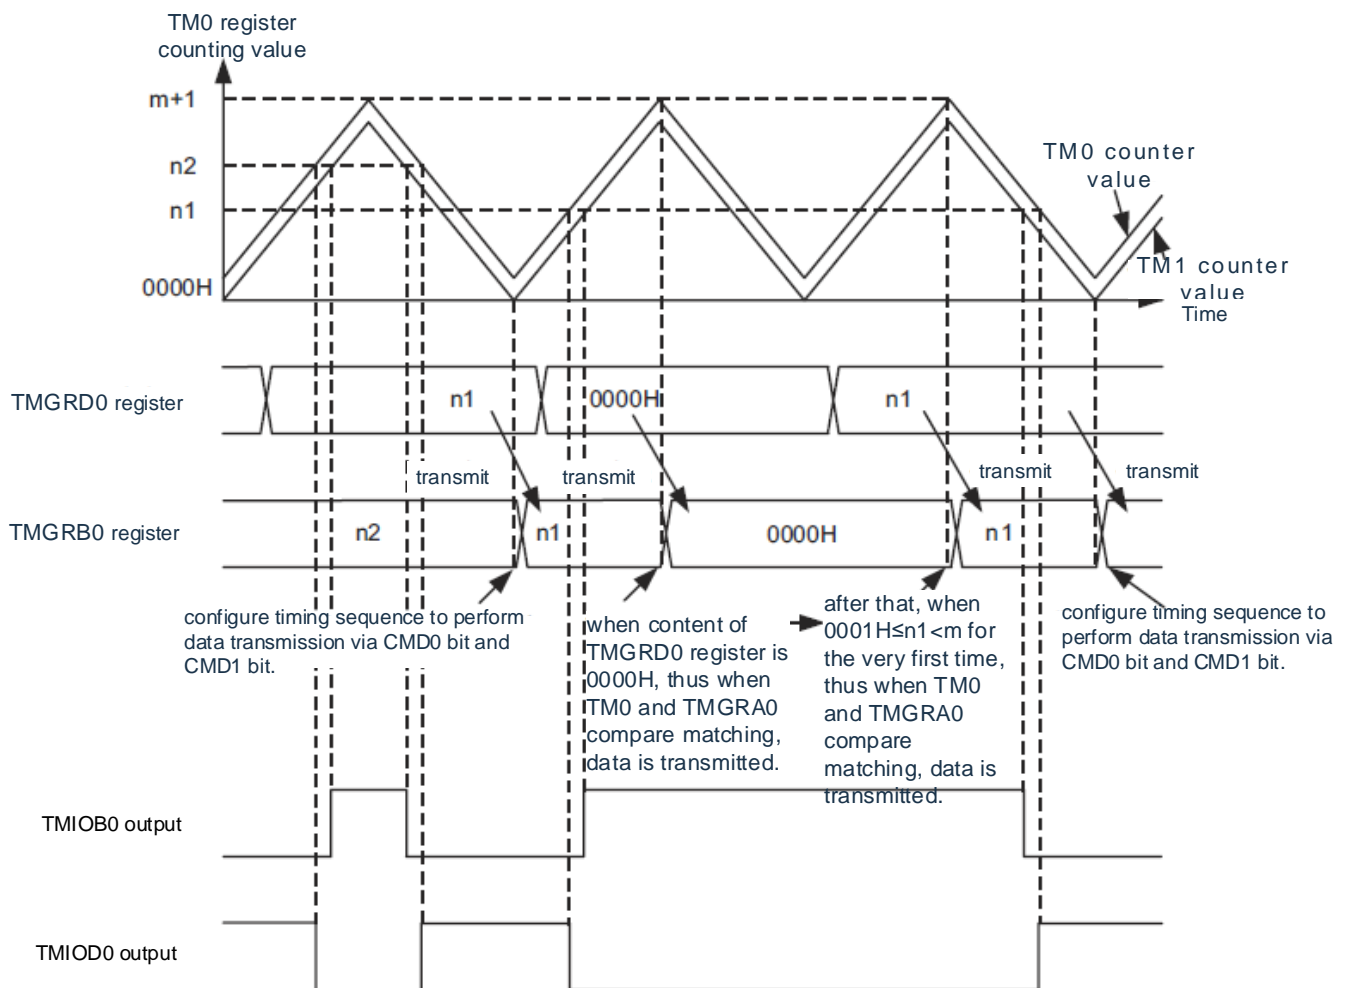 TM0 register
counting value
m+1
n2
n1
0000H
TM0 counter
value
TM1 counter
value
Time
TMGRD0 register
n1
0000H
n1
transmit
transmit
transmit
transmit
TMGRB0 register
n2
n1
0000H
n1
configure timing sequence to perform
data transmission via CMD0 bit and
CMD1 bit.
when content of
TMGRD0 register is
0000H, thus when
TM0 and TMGRA0
compare matching,
data is transmitted.
after that, when
0001H≤n1<m for
the very first time,
thus when TM0
and TMGRA0
compare
matching, data is
transmitted.
configure timing sequence to
perform data transmission via
CMD0 bit and CMD1 bit.
TMIOB0 output
TMIOD0 output